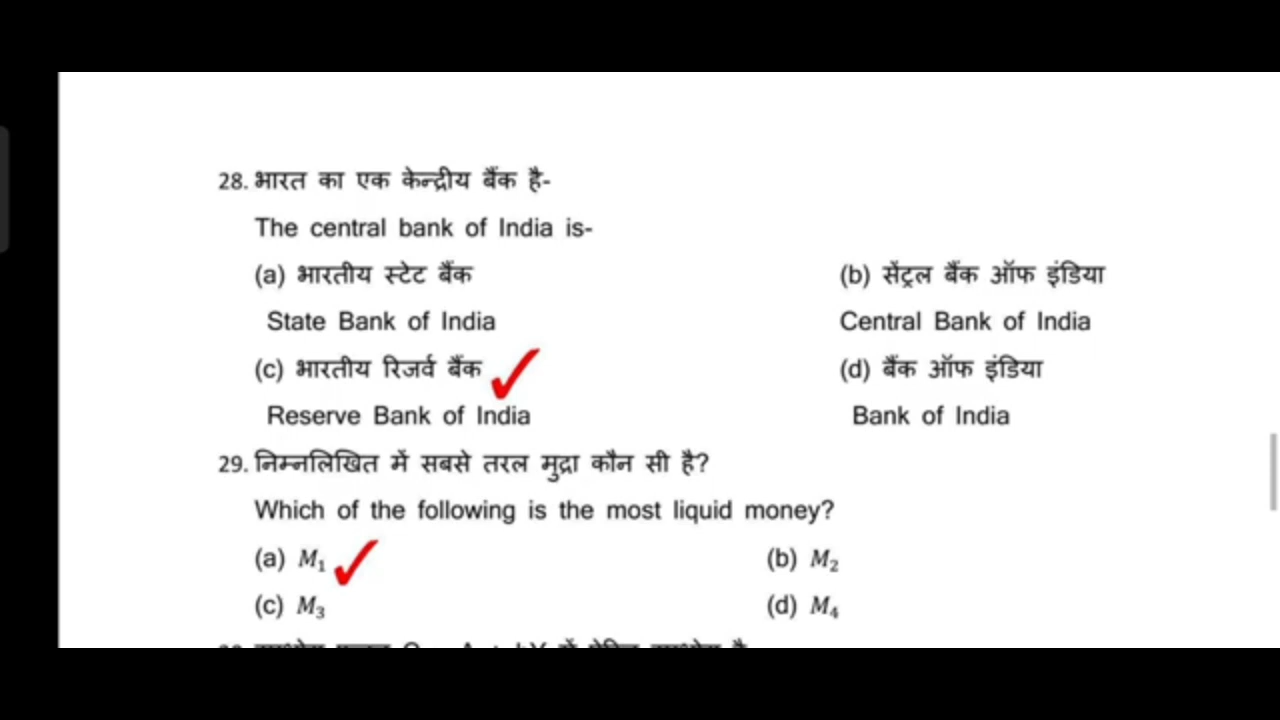 28. भारत का एक केन्द्रीय बैंक है-
The central bank of India is-
(a) भारतीय स्टेट बैंक (b) सेंट्रल बैंक ऑफ इंडिया
State Bank of India Central Bank of India
(c) भारतीय रिजर्व बैंक (d) बैंक ऑफ इंडिया
Reserve Bank of India Bank of India
29. निम्नलिखित में सबसे तरल मुद्रा कौन सी है?
Which of the following is the most liquid money?
(a) M₁ (b) M₂
(c) M₃ (d) M₄